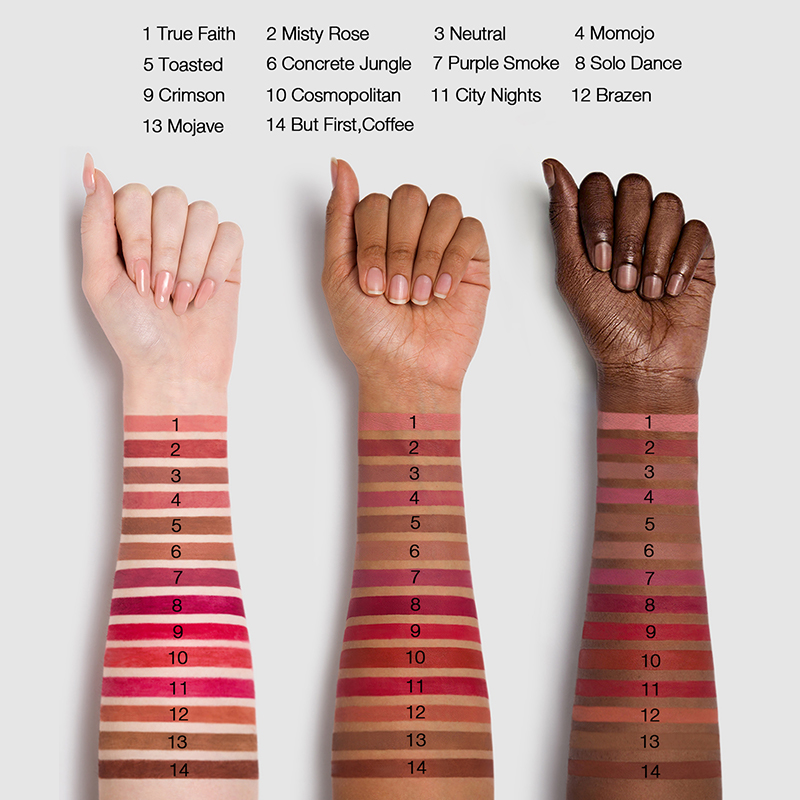 1 True Faith 2 Misty Rose 3 Neutral 4 Momojo
5 Toasted 6 Concrete Jungle 7 Purple Smoke 8 Solo Dance
9 Crimson 10 Cosmopolitan 11 City Nights 12 Brazen
13 Mojave 14 But First,Coffee
1 1 1
2 2 2
3 3 3
4 4 4
5 5 5
6 6 6
7 7 7
8 8 8
9 9 9
10 10 10
11 11 11
12 12 12
13 13 13
14 14 14